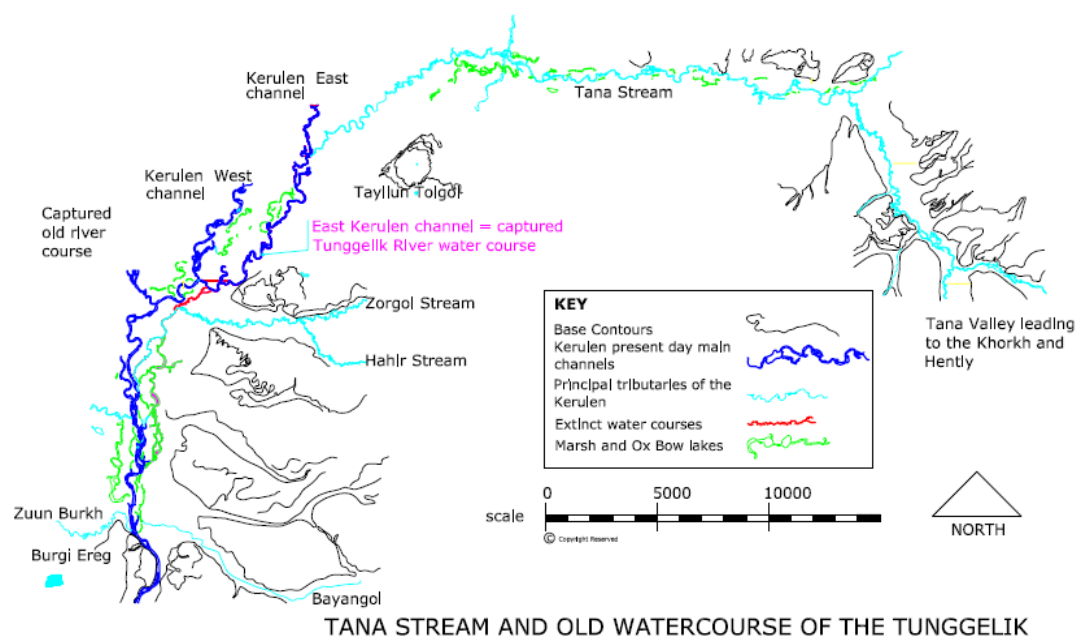 Kerulen East
channel
Tana Stream
Kerulen West
channel
Tayllun Tolgoi
Captured
old river
course
East Kerulen channel = captured
Tunggelik River water course
Zorgol Stream
Hahir Stream
KEY
Base Contours
Kerulen present day main
channels
Principal tributaries of the
Kerulen
Extinct water courses
Marsh and Ox Bow lakes
Tana Valley leading
to the Khorkh and
Hently
0 5000 10000
scale
© Copyright Reserved
NORTH
Zuun Burkh
Burgi Ereg
Bayangol
TANA STREAM AND OLD WATERCOURSE OF THE TUNGGELIK